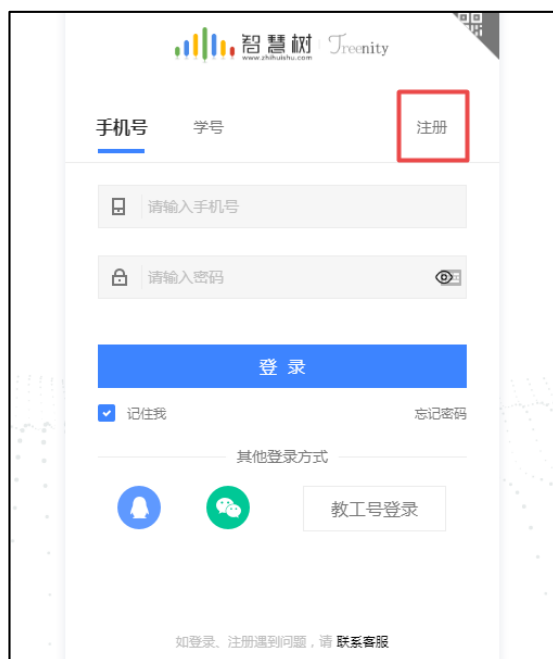 智慧树 Treenity
www.zhihuishu.com
手机号 学号 注册
请输入手机号
请输入密码
登录
记住我 忘记密码
其他登录方式
教工号登录
如登录、注册遇到问题，请 联系客服